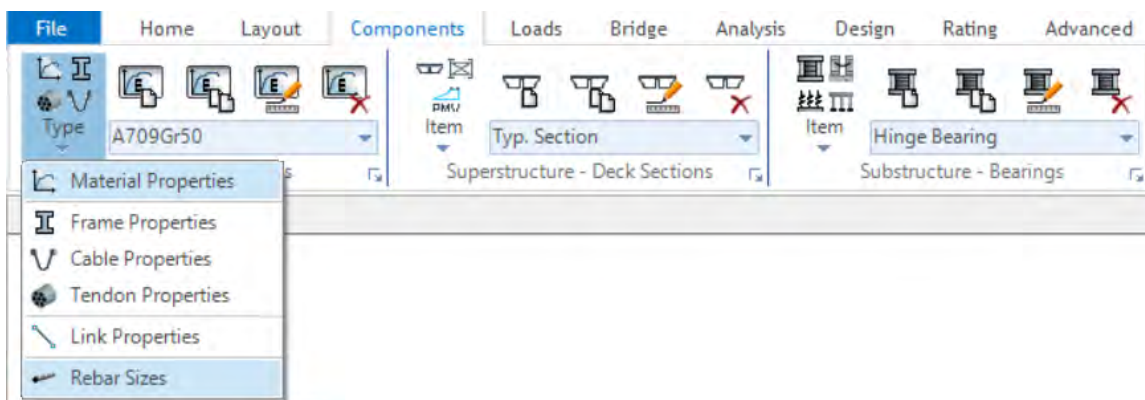 File Home Layout Components Loads Bridge Analysis Design Rating Advanced
E E E E
PMM
Type Item Item
A709Gr50 Typ. Section Hinge Bearing
Superstructure - Deck Sections Substructure - Bearings
Material Properties
Frame Properties
Cable Properties
Tendon Properties
Link Properties
Rebar Sizes